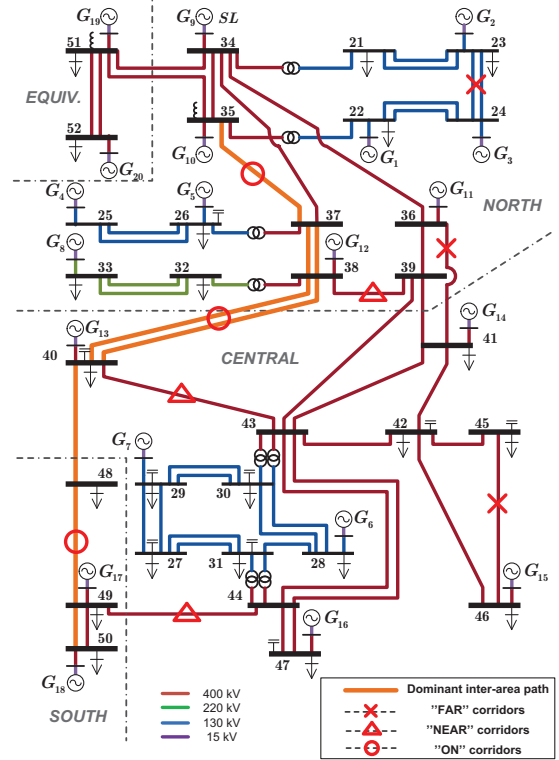 G19 G9 SL G2
51 34 21 23
EQUIV. 35 22 24
52
G20 G10 G1 G3
G4 G5 G11 NORTH
25 26 37 36
G8 G12
33 32 38 39
G13 G14
40 CENTRAL 41
43 42 45
G7
48 29 30
G6
27 31 28
G17 G15
49 44
G16 46
50 47
G18
SOUTH
400 kV
220 kV
130 kV
15 kV
Dominant inter-area path
"FAR" corridors
"NEAR" corridors
"ON" corridors